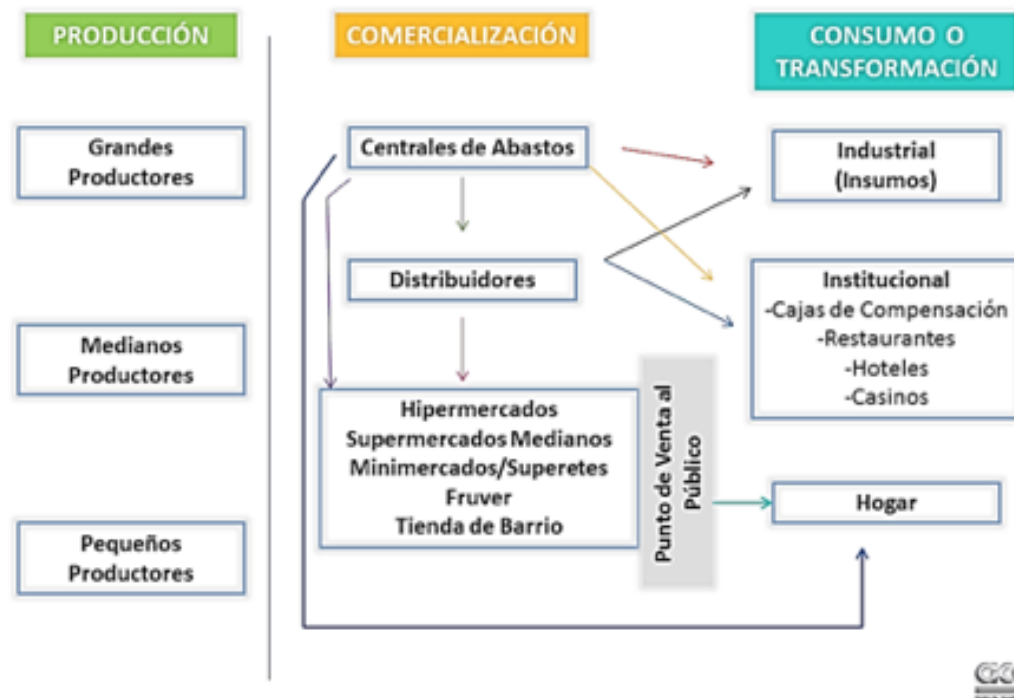 PRODUCCIÓN
COMERCIALIZACIÓN
CONSUMO O
TRANSFORMACIÓN
Grandes
Productores
Medianos
Productores
Pequeños
Productores
Centrales de Abastos
Distribuidores
Hipermercados
Supermercados Medianos
Minimercados/Superetes
Fruver
Tienda de Barrio
Punto de Venta al
Público
Industrial
(Insumos)
Institucional
-Cajas de Compensación
-Restaurantes
-Hoteles
-Casinos
Hogar